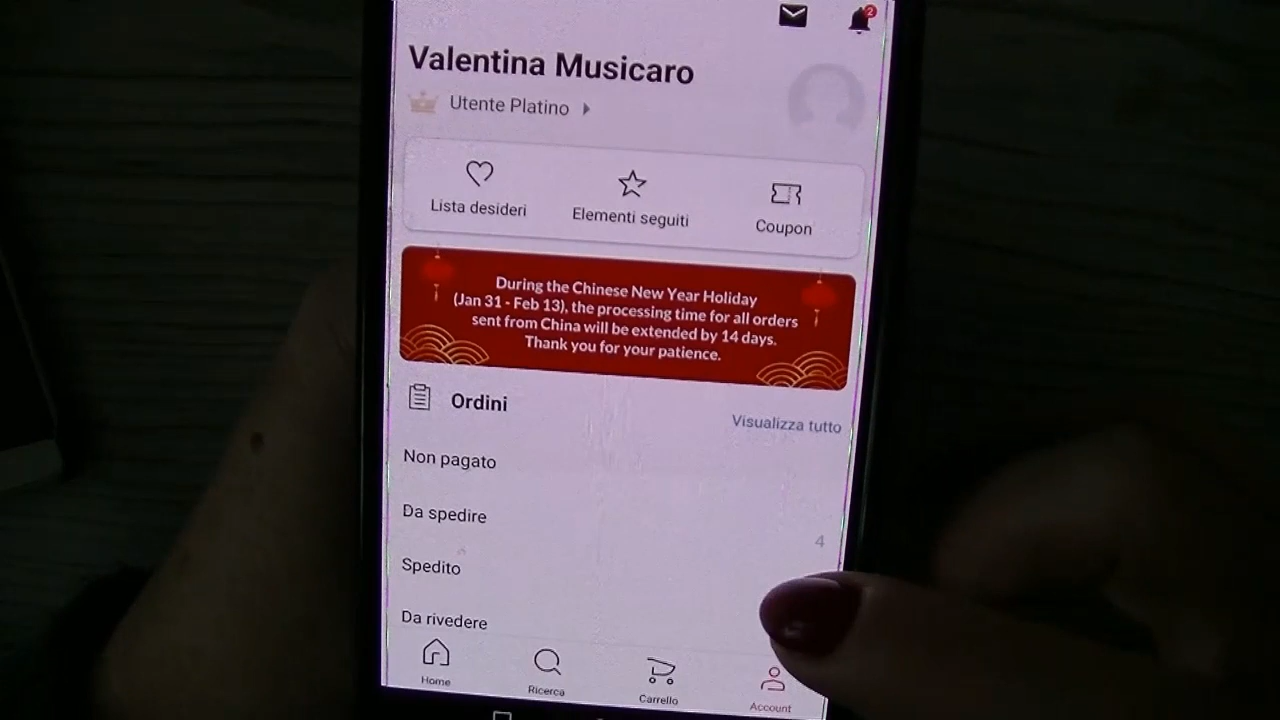 2
Valentina Musicaro
Utente Platino
Lista desideri
Elementi seguiti
Coupon
During the Chinese New Year Holiday
(Jan 31 - Feb 13), the processing time for all orders
sent from China will be extended by 14 days.
Thank you for your patience.
Ordini
Visualizza tutto
Non pagato
Da spedire
4
Spedito
Da rivedere
Home
Ricerca
Carrello
Account